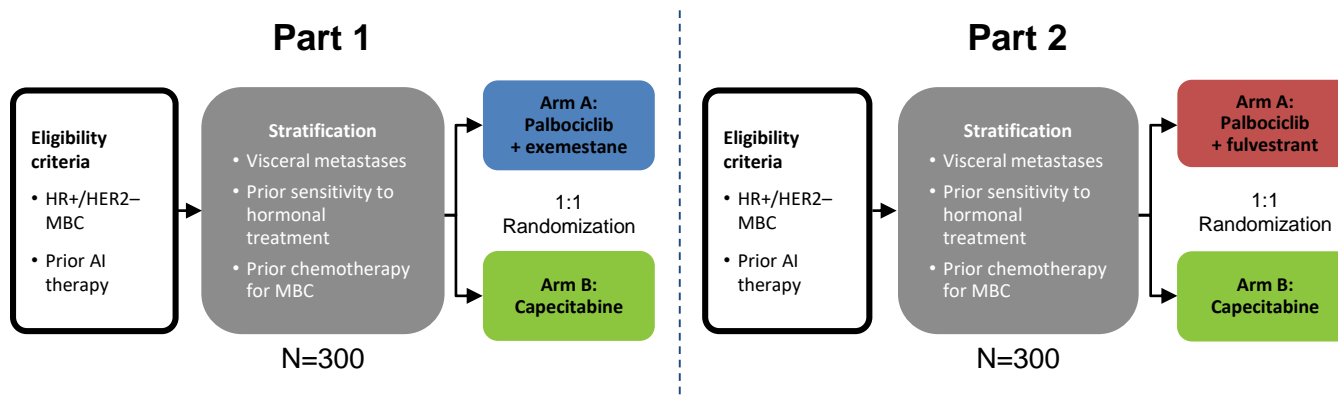 Part 1
Eligibility
criteria
• HR+/HER2–
MBC
• Prior AI
therapy
Stratification
• Visceral metastases
• Prior sensitivity to
hormonal
treatment
• Prior chemotherapy
for MBC
N=300
Arm A:
Palbociclib
+ exemestane
1:1
Randomization
Arm B:
Capecitabine
Part 2
Eligibility
criteria
• HR+/HER2–
MBC
• Prior AI
therapy
Stratification
• Visceral metastases
• Prior sensitivity to
hormonal
treatment
• Prior chemotherapy
for MBC
N=300
Arm A:
Palbociclib
+ fulvestrant
1:1
Randomization
Arm B:
Capecitabine